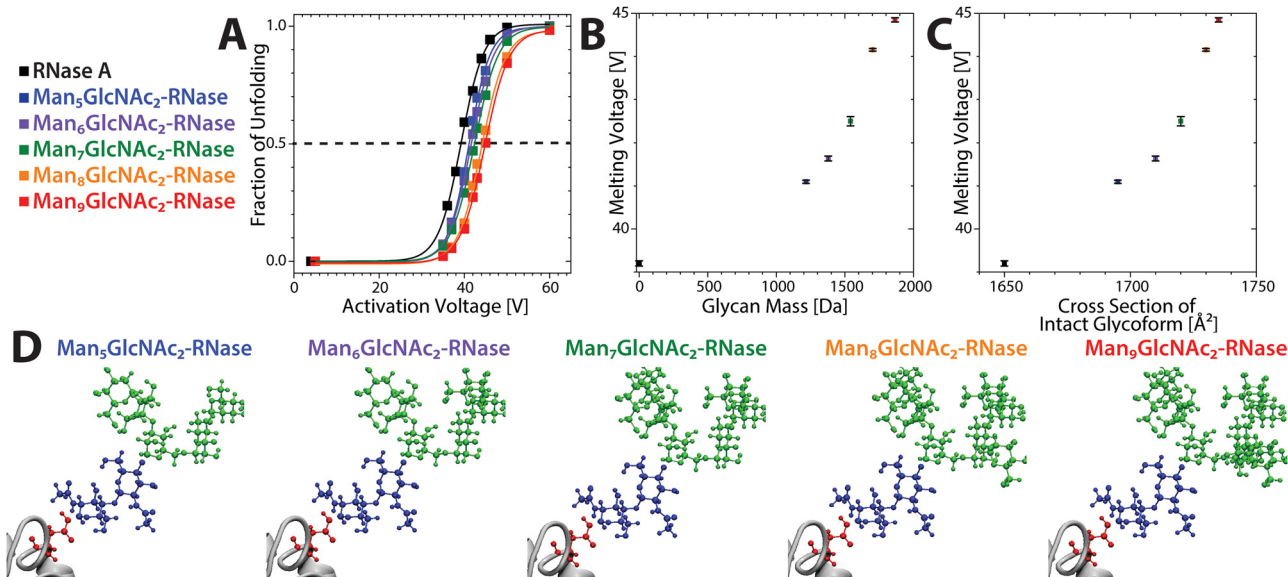 A
B
C
RNase A
Man₅GlcNAc₂-RNase
Man₆GlcNAc₂-RNase
Man₇GlcNAc₂-RNase
Man₈GlcNAc₂-RNase
Man₉GlcNAc₂-RNase
Fraction of Unfolding
1.0
0.5
0.0
0 20 40 60
Activation Voltage [V]
Melting Voltage [V]
45
40
0 500 1000 1500 2000
Glycan Mass [Da]
Melting Voltage [V]
45
40
1650 1700 1750
Cross Section of
Intact Glycoform [Å²]
D
Man₅GlcNAc₂-RNase
Man₆GlcNAc₂-RNase
Man₇GlcNAc₂-RNase
Man₈GlcNAc₂-RNase
Man₉GlcNAc₂-RNase